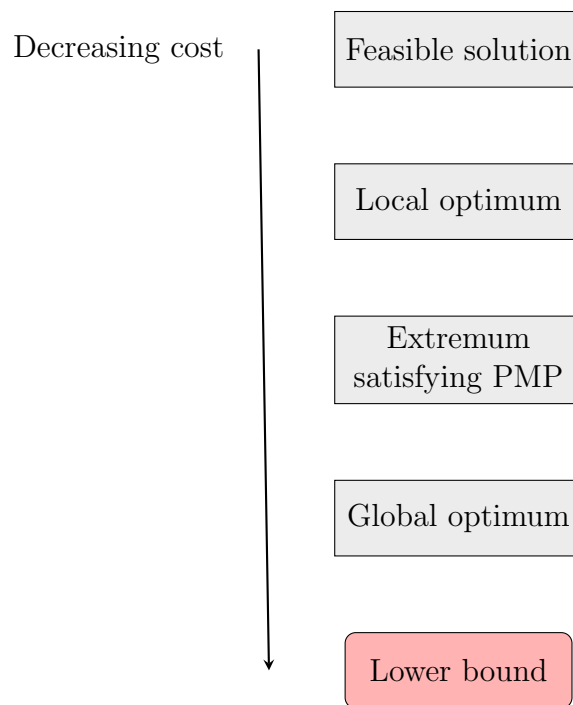 Decreasing cost
Feasible solution
Local optimum
Extremum
satisfying PMP
Global optimum
Lower bound